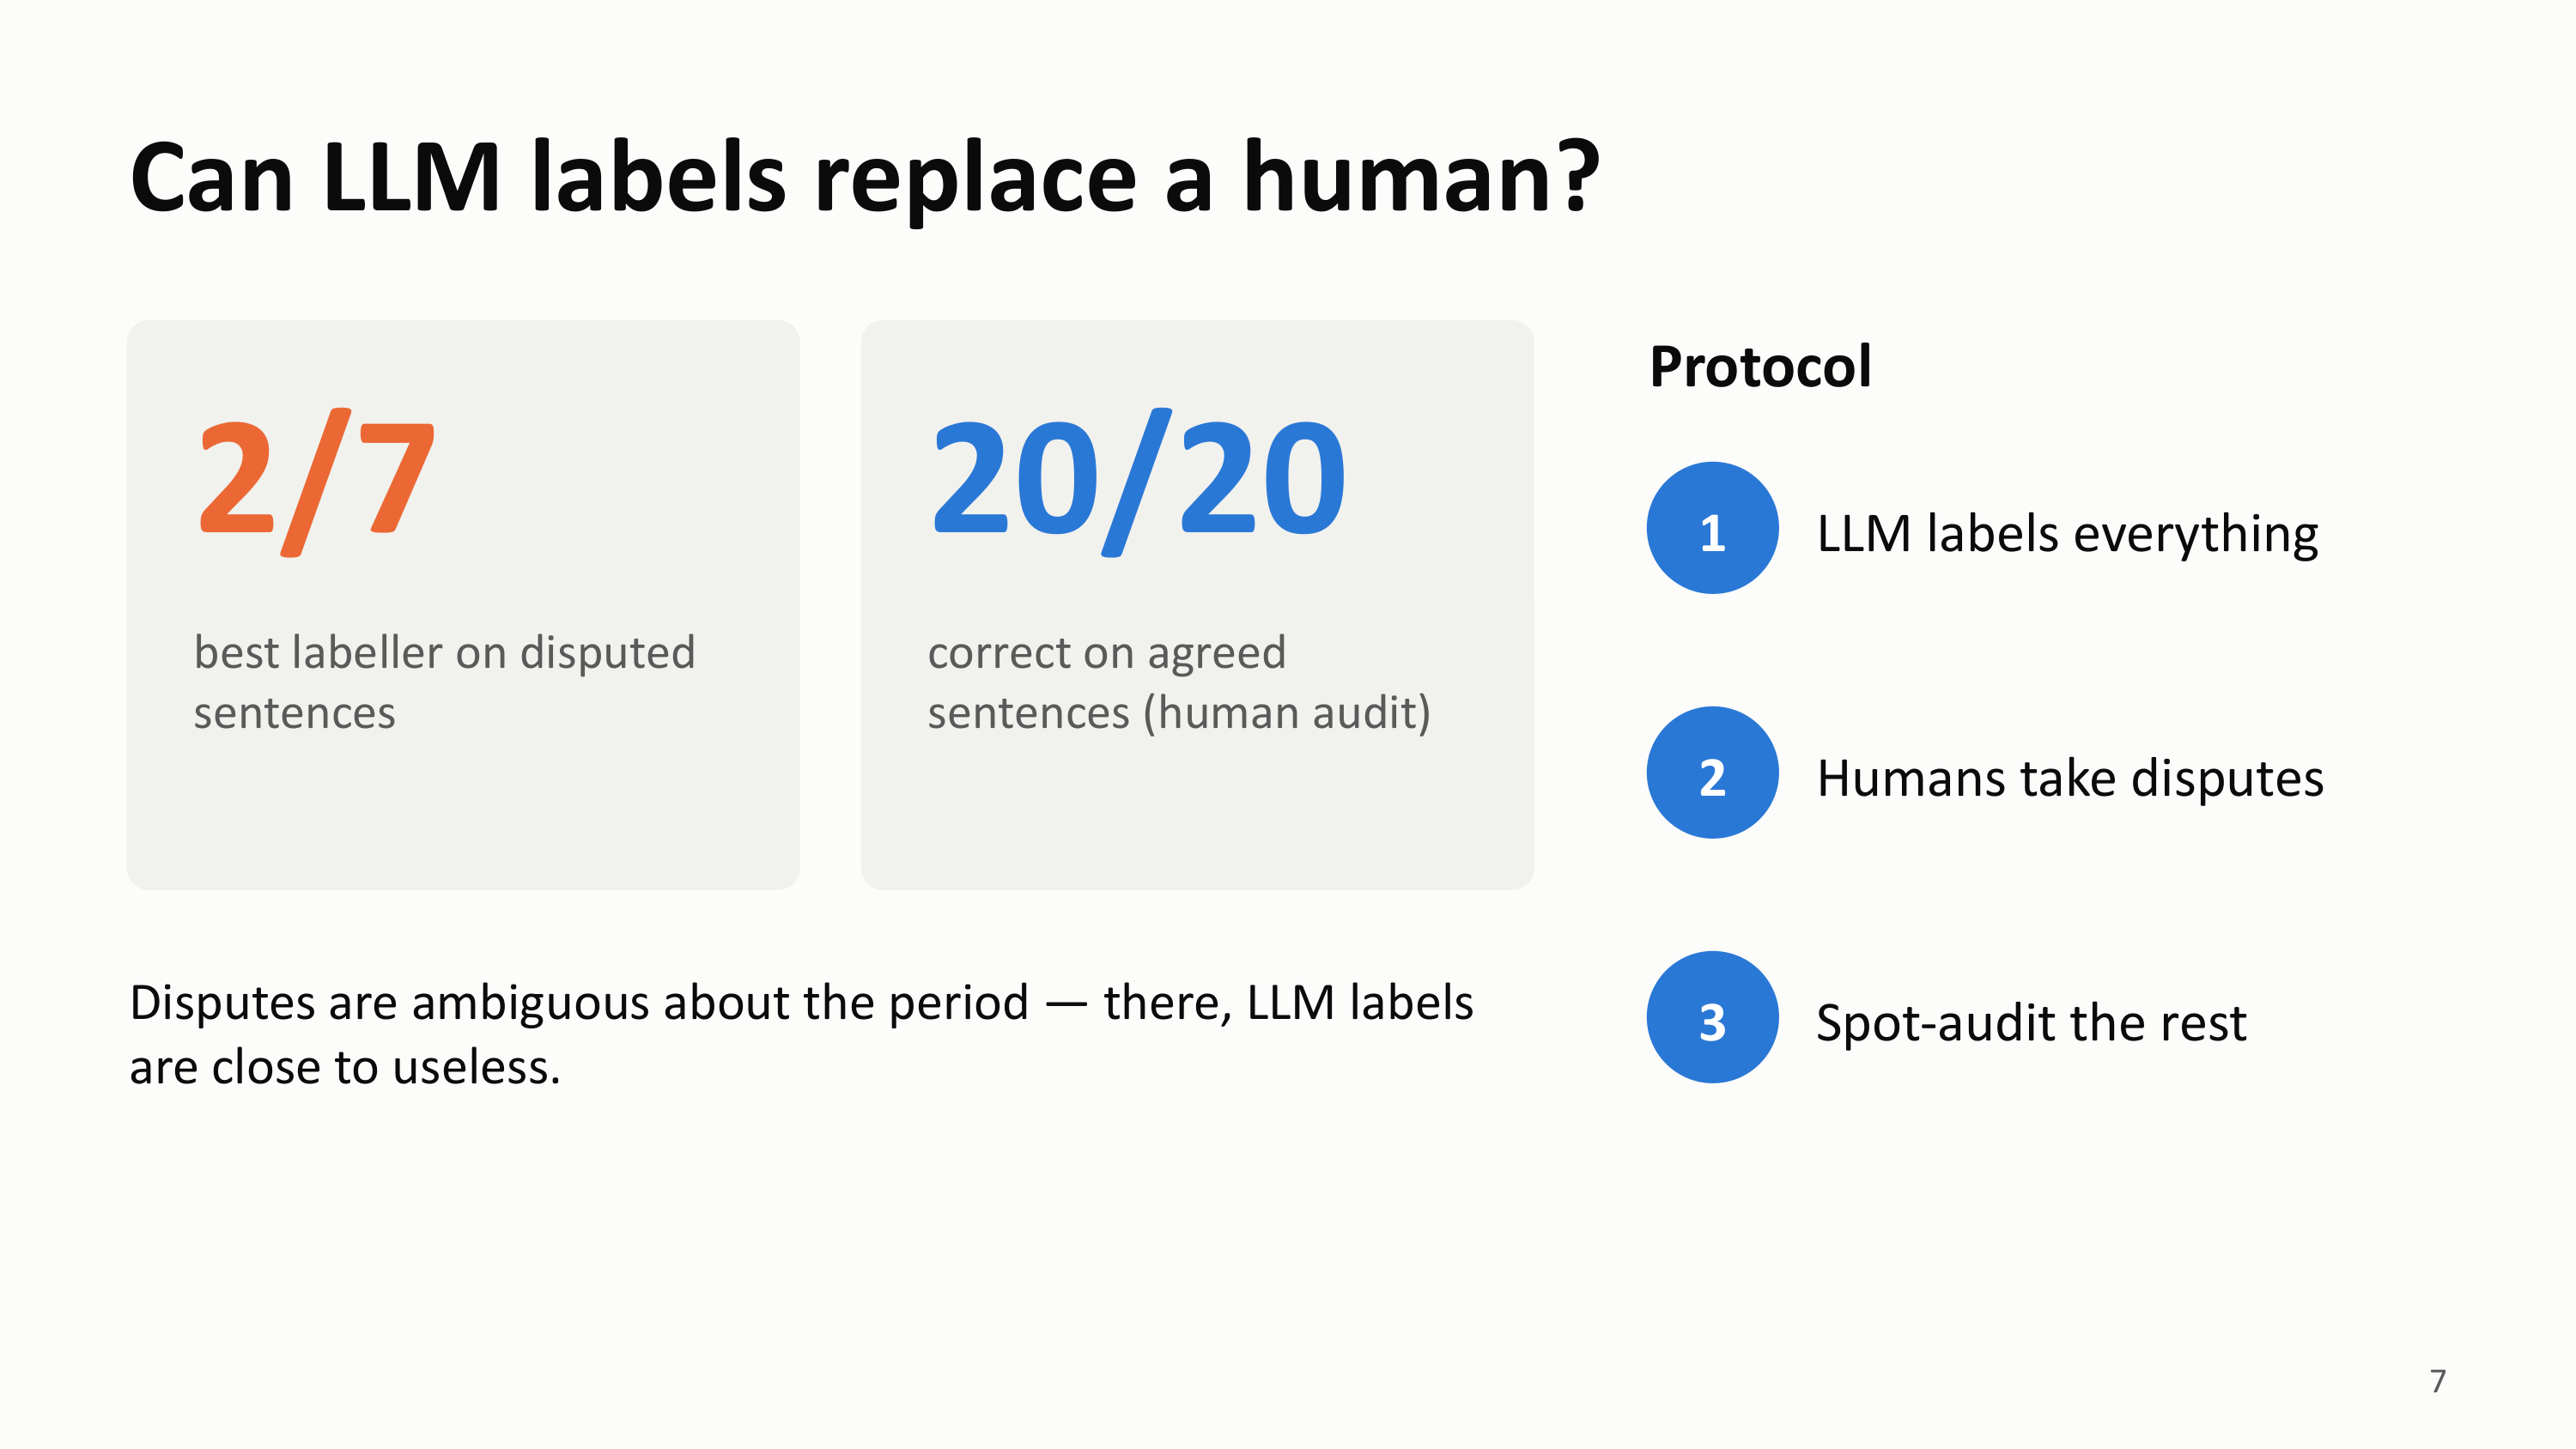 Can LLM labels replace a human?
2/7
best labeller on disputed
sentences
20/20
correct on agreed
sentences (human audit)
Disputes are ambiguous about the period — there, LLM labels
are close to useless.
Protocol
1 LLM labels everything
2 Humans take disputes
3 Spot-audit the rest
7